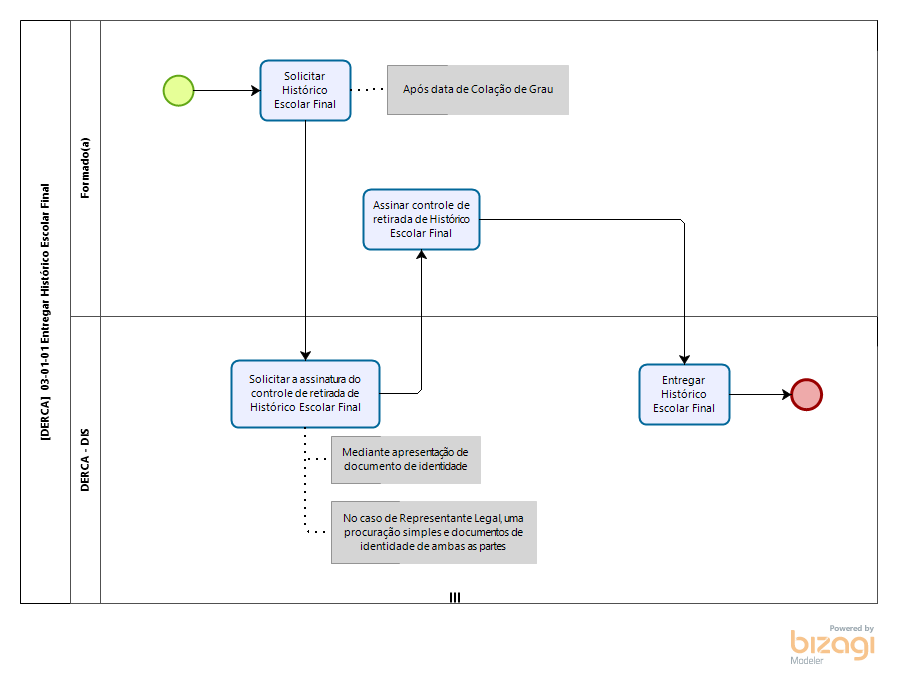 [DERCA]  03-01-01 Entregar Histórico Escolar Final
Formado(a)
Solicitar
Histórico
Escolar Final
Após data de Colação de Grau
Assinar controle de
retirada de Histórico
Escolar Final
DERCA - DIS
Solicitar a assinatura do
controle de retirada de
Histórico Escolar Final
Entregar
Histórico
Escolar Final
Mediante apresentação de
documento de identidade
No caso de Representante Legal, uma
procuração simples e documentos de
identidade de ambas as partes
Powered by
bizagi
Modeler